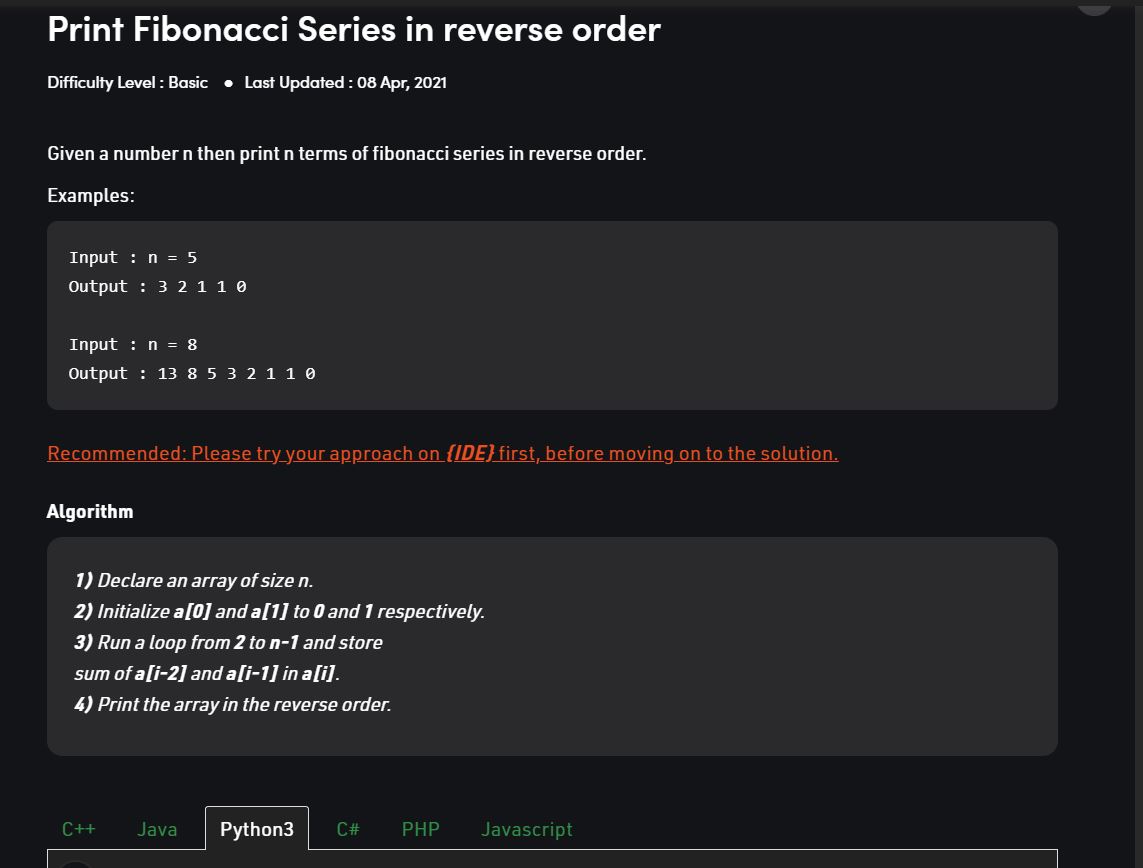 Print Fibonacci Series in reverse order
Difficulty Level : Basic ● Last Updated : 08 Apr, 2021
Given a number n then print n terms of fibonacci series in reverse order.
Examples:
Input : n = 5
Output : 3 2 1 1 0
Input : n = 8
Output : 13 8 5 3 2 1 1 0
Recommended: Please try your approach on {IDE} first, before moving on to the solution.
Algorithm
1) Declare an array of size n.
2) Initialize a[0] and a[1] to 0 and 1 respectively.
3) Run a loop from 2 to n-1 and store
sum of a[i-2] and a[i-1] in a[i].
4) Print the array in the reverse order.
C++ Java Python3 C# PHP Javascript